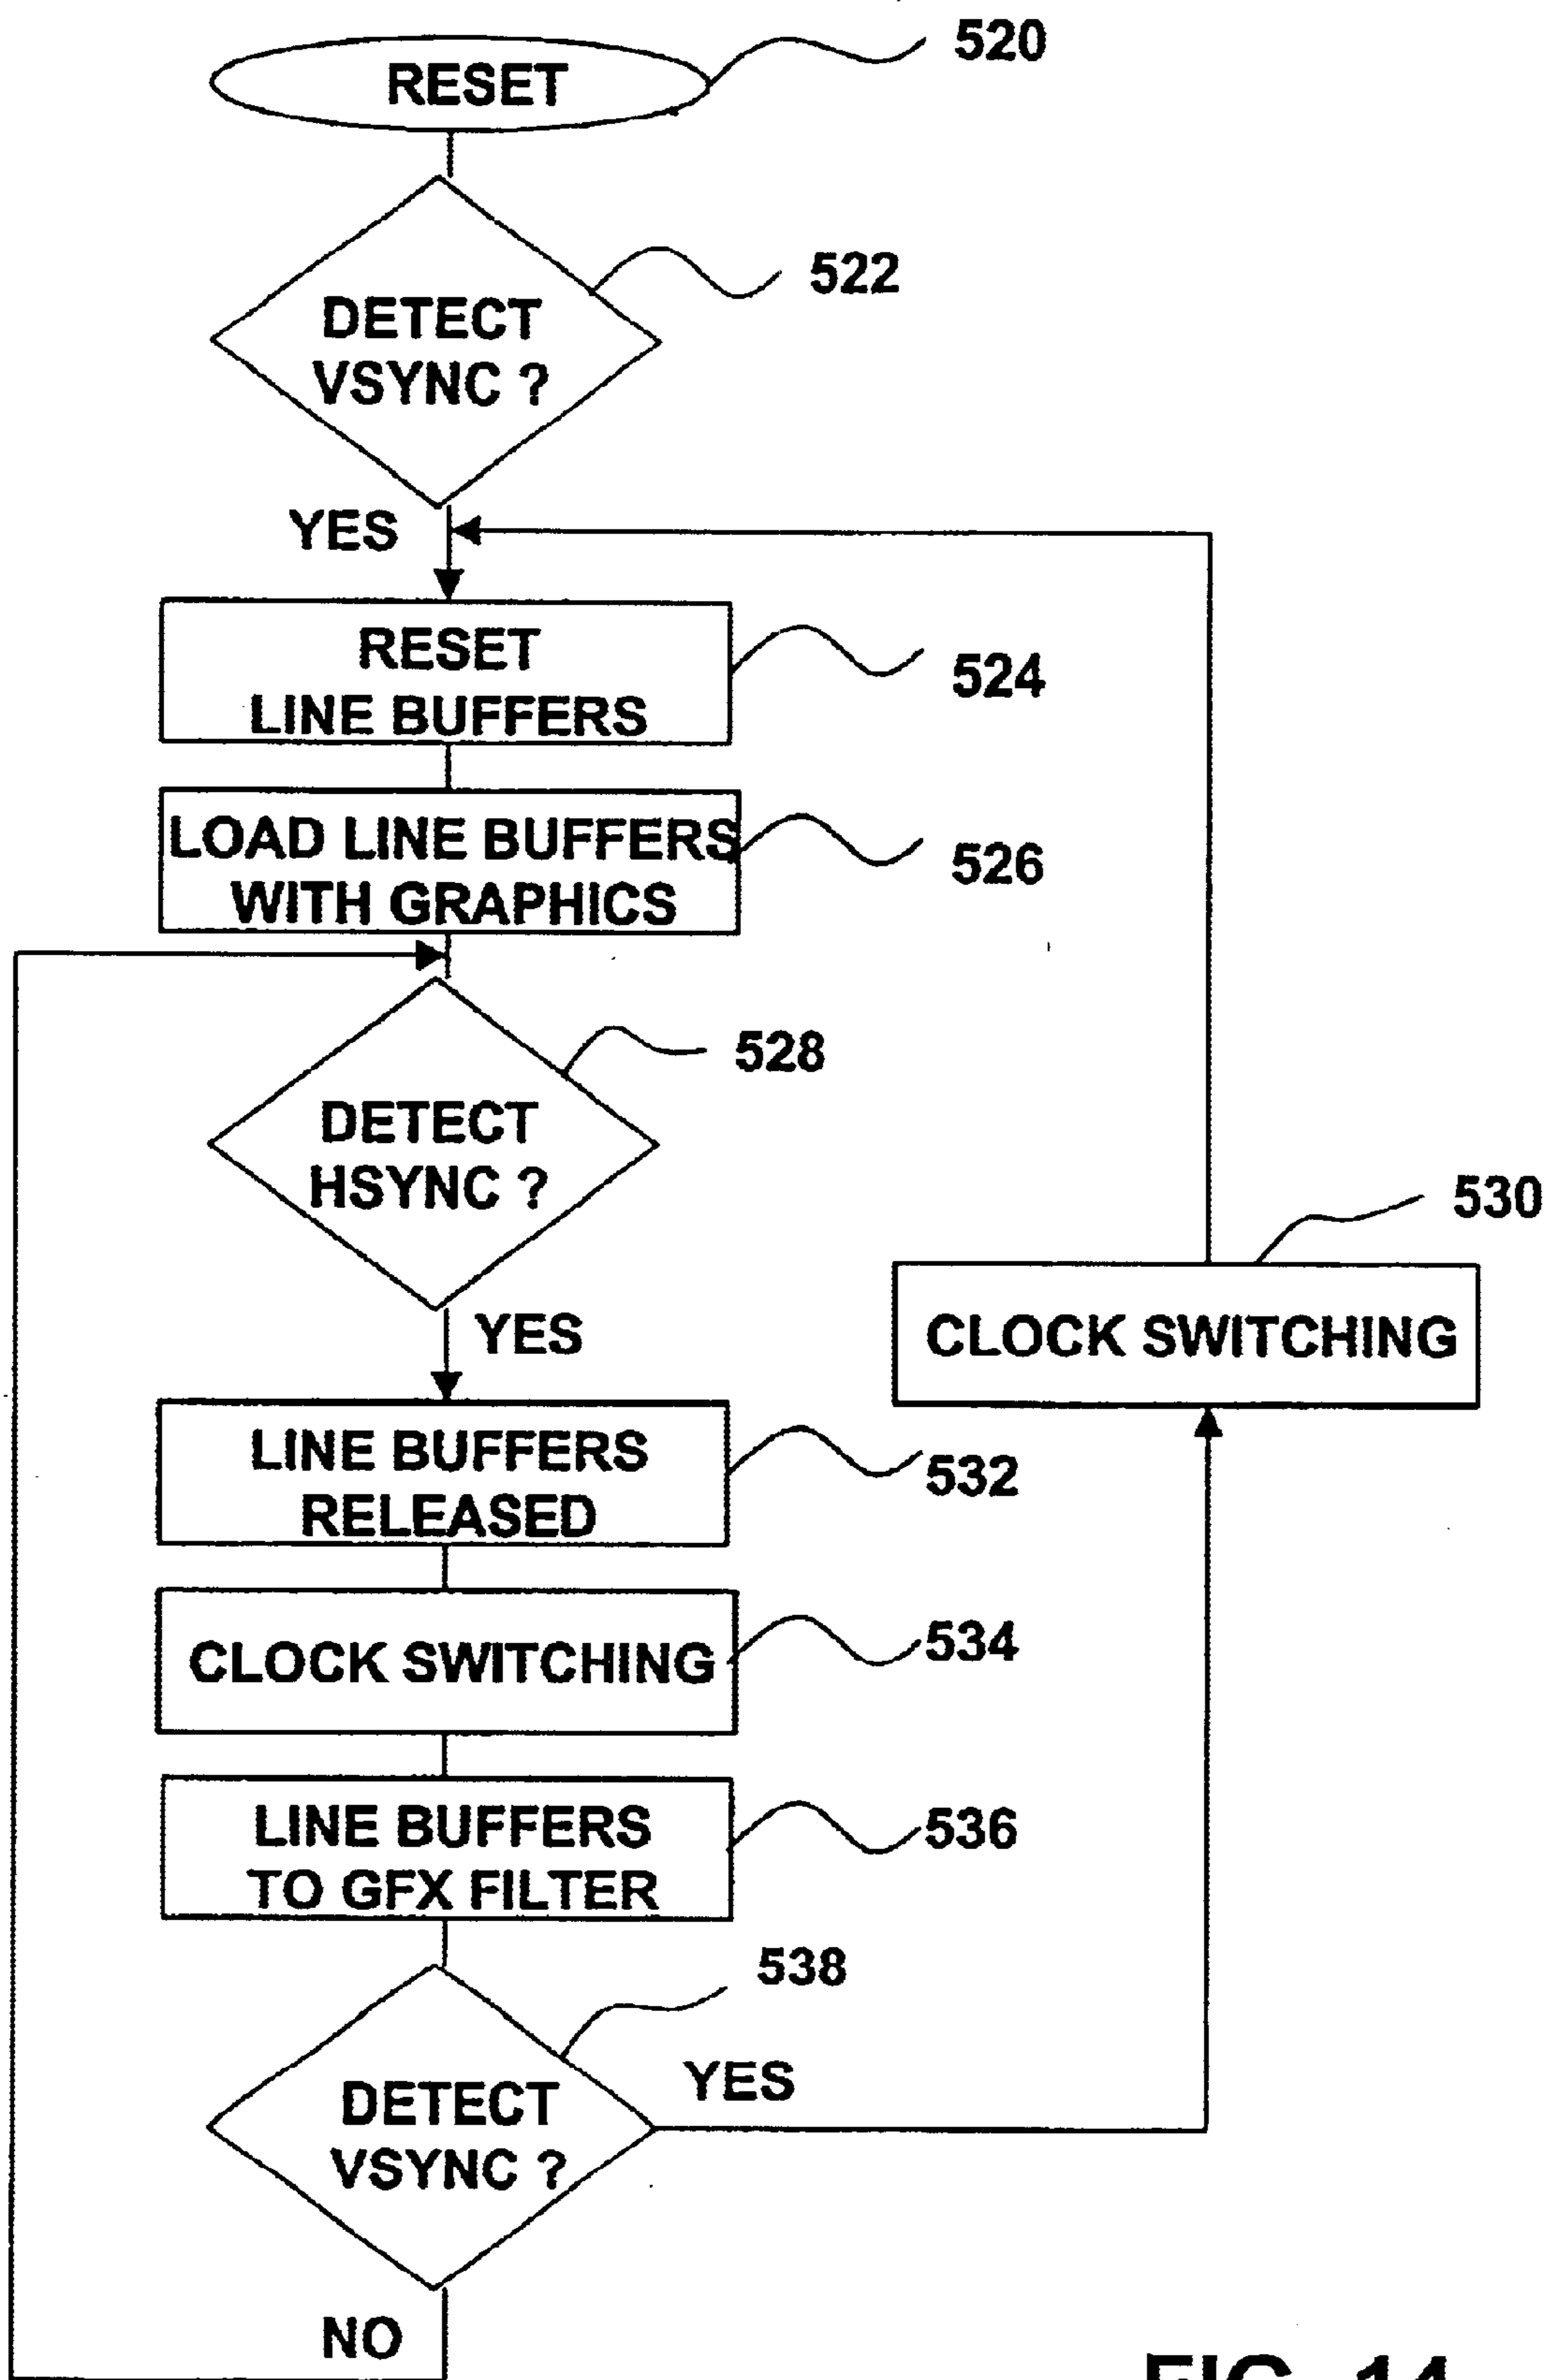 RESET
520
DETECT
VSYNC ?
522
YES
RESET
LINE BUFFERS
524
LOAD LINE BUFFERS
WITH GRAPHICS
526
DETECT
HSYNC ?
528
YES
530
CLOCK SWITCHING
LINE BUFFERS
RELEASED
532
CLOCK SWITCHING
534
LINE BUFFERS
TO GFX FILTER
536
538
DETECT
VSYNC ?
YES
NO
FIG. 14